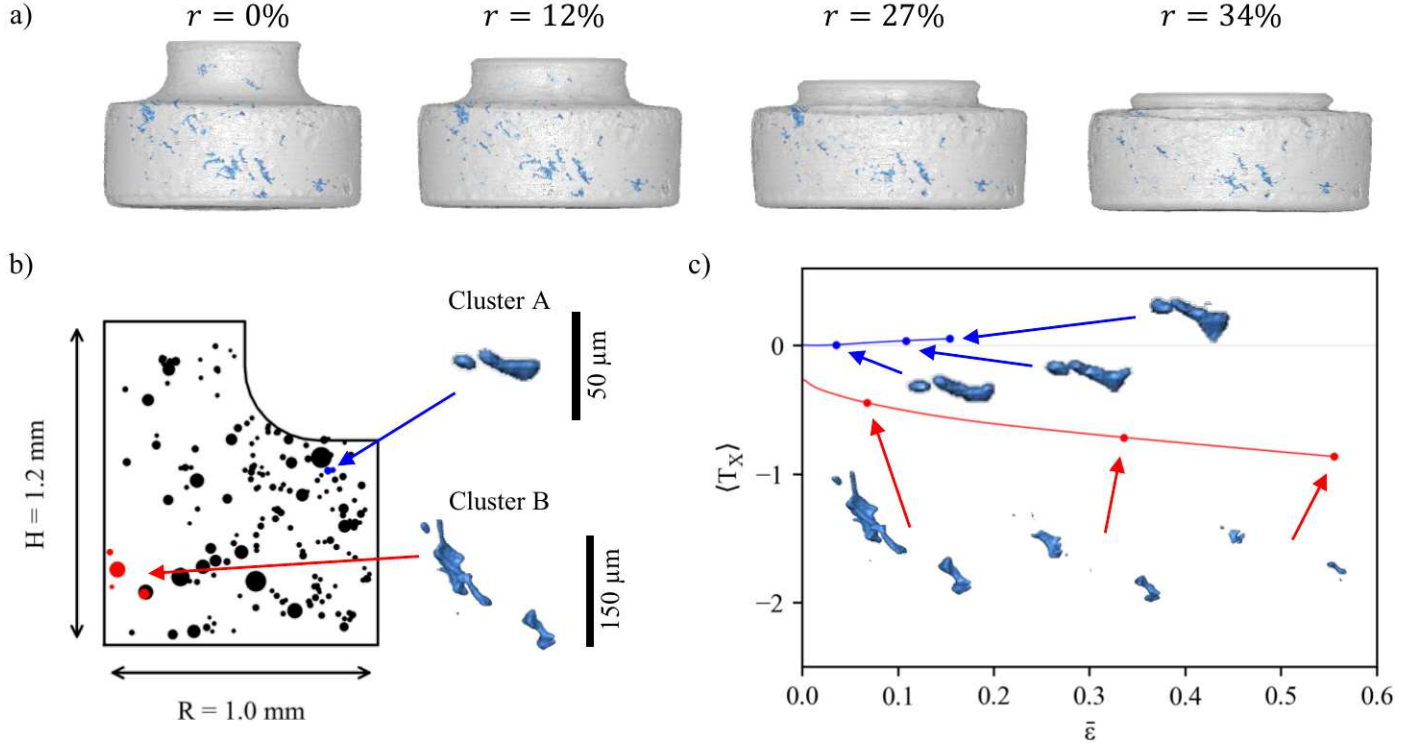 a)
r = 0%
r = 12%
r = 27%
r = 34%
b)
Cluster A
50 μm
Cluster B
150 μm
H = 1.2 mm
R = 1.0 mm
c)
0
−1
−2
⟨T_X⟩
0.0 0.1 0.2 0.3 0.4 0.5 0.6
ε̄